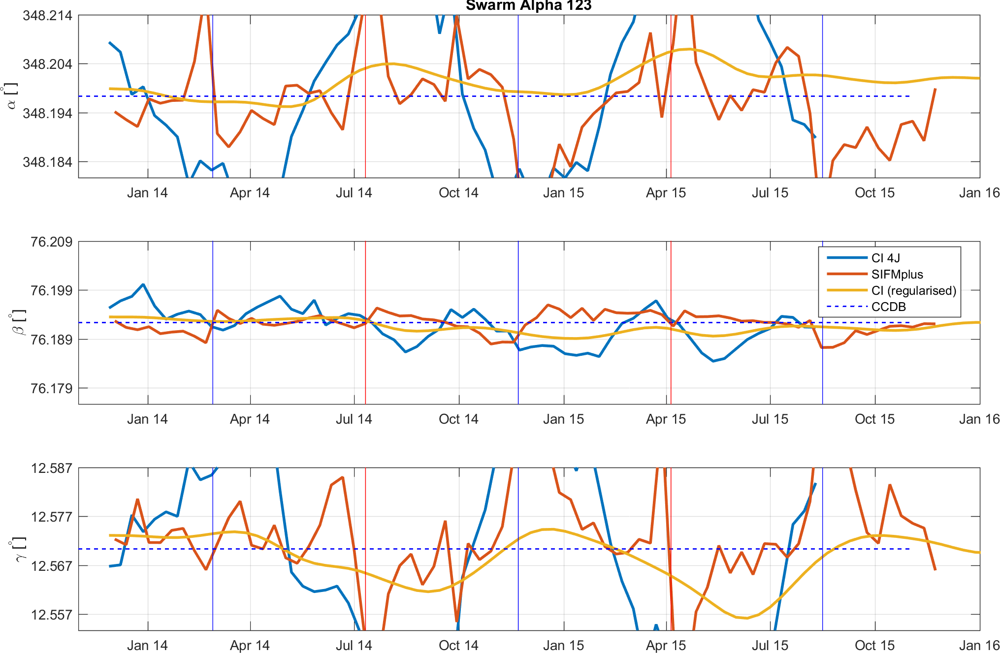 Swarm Alpha 123
348.214
348.204
348.194
348.184
α [°]
Jan 14 Apr 14 Jul 14 Oct 14 Jan 15 Apr 15 Jul 15 Oct 15 Jan 16
76.209
76.199
76.189
76.179
β [°]
CI 4J
SIFMplus
CI (regularised)
CCDB
Jan 14 Apr 14 Jul 14 Oct 14 Jan 15 Apr 15 Jul 15 Oct 15 Jan 16
12.587
12.577
12.567
12.557
γ [°]
Jan 14 Apr 14 Jul 14 Oct 14 Jan 15 Apr 15 Jul 15 Oct 15 Jan 16